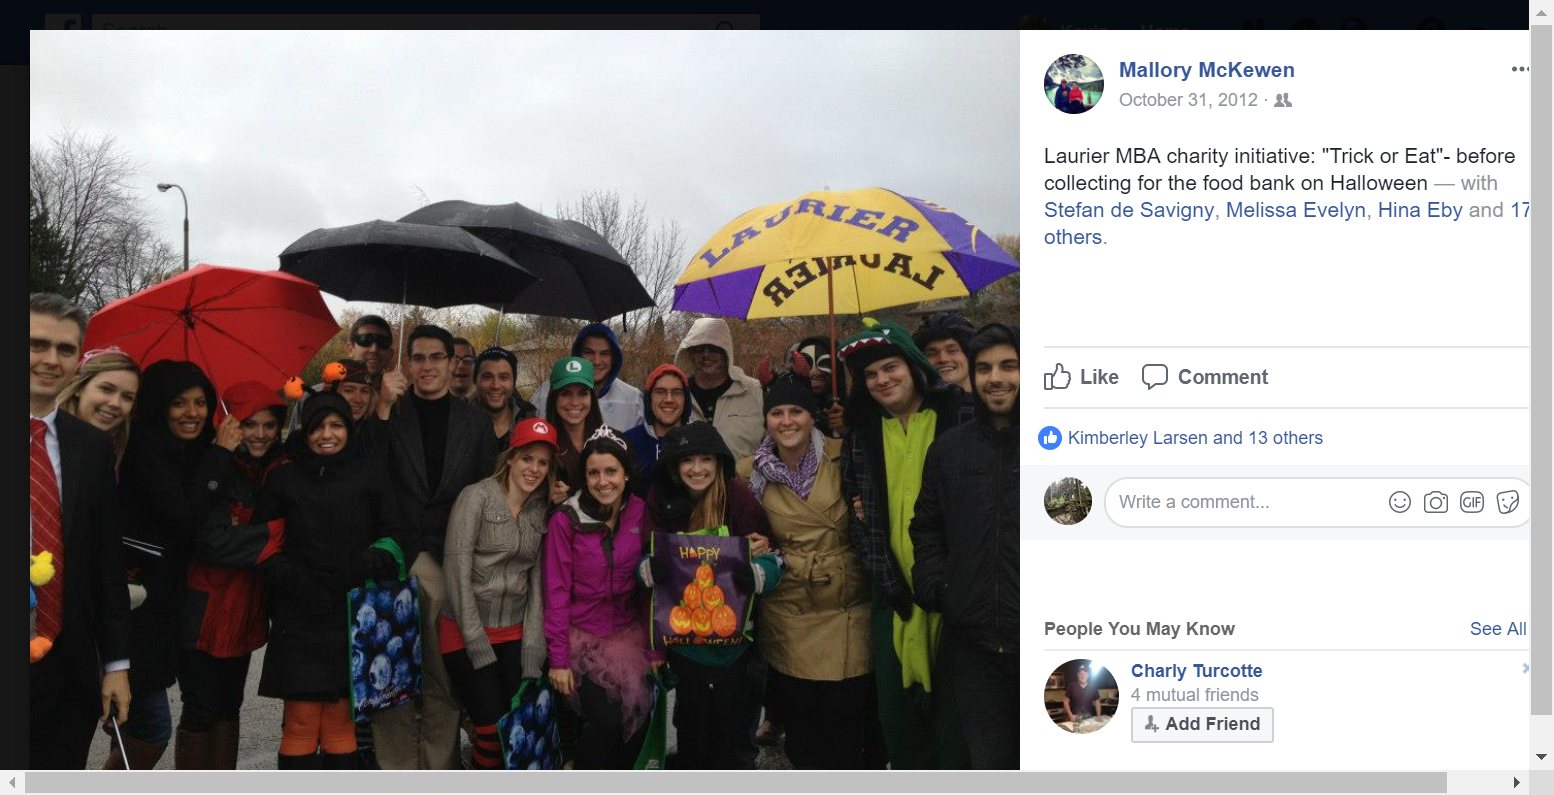 Search
Mallory McKewen
October 31, 2012 ·
Laurier MBA charity initiative: "Trick or Eat"- before
collecting for the food bank on Halloween — with
Stefan de Savigny, Melissa Evelyn, Hina Eby and 17
others.
Like
Comment
Kimberley Larsen and 13 others
Write a comment...
GIF
People You May Know
See All
Charly Turcotte
4 mutual friends
Add Friend
LAURIER
LAURIER
L
M
HAPPY
HALLOWEEN!